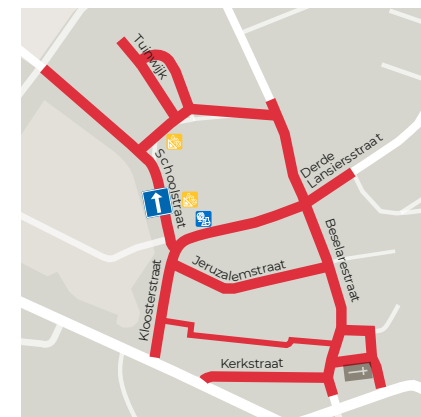 Tuinwijk
Schoolstraat
Derde
Lansiersstraat
Beselarestraat
Jeruzalemstraat
Kloosterstraat
Kerkstraat